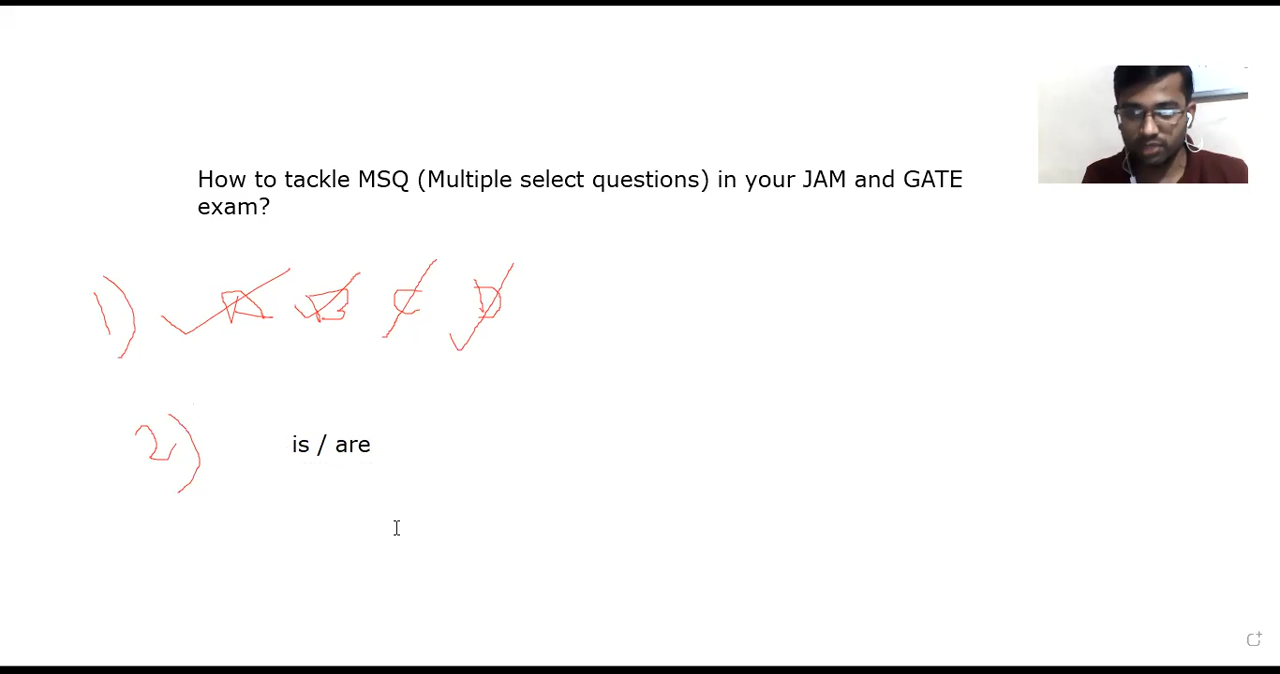 How to tackle MSQ (Multiple select questions) in your JAM and GATE
exam?
1) A B C D
2) is / are